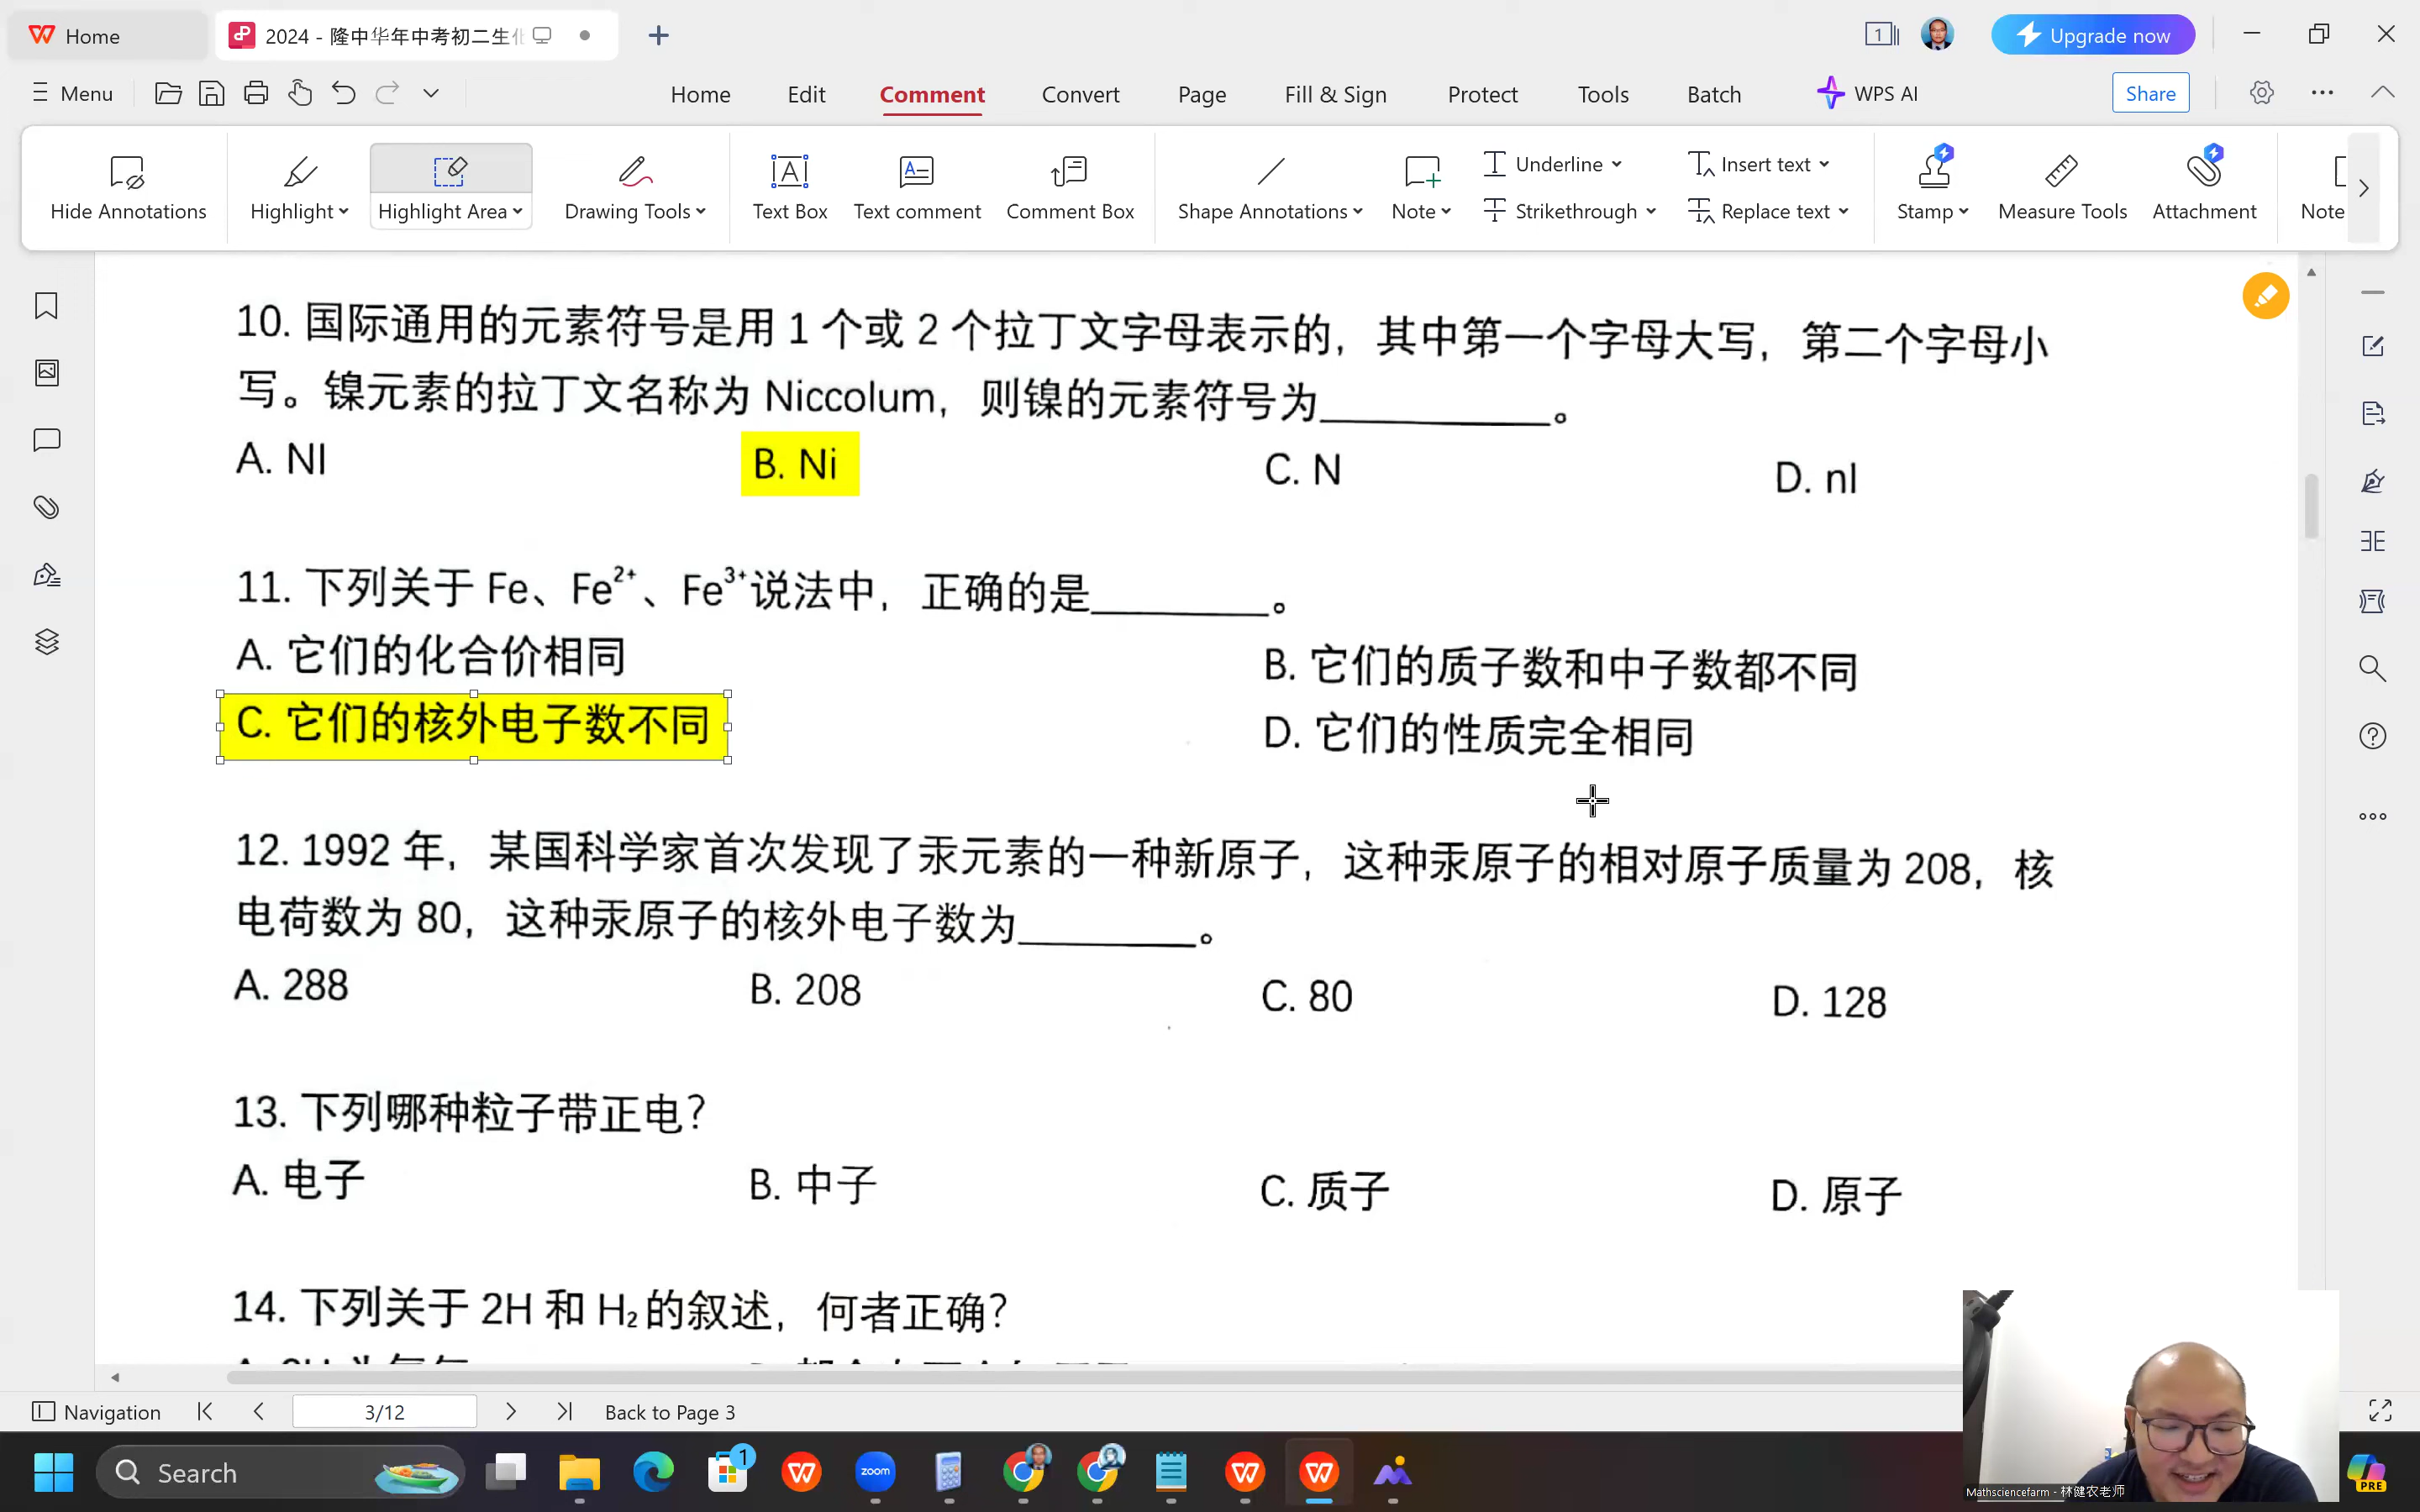 Home
2024 - 隆中华年中考初二生化
1
Upgrade now
Menu
Home Edit Comment Convert Page Fill & Sign Protect Tools Batch WPS AI
Share
Hide Annotations
Highlight
Highlight Area
Drawing Tools
Text Box
Text comment
Comment Box
Shape Annotations
Note
Underline
Strikethrough
Insert text
Replace text
Stamp
Measure Tools
Attachment
Note
10. 国际通用的元素符号是用 1 个或 2 个拉丁文字母表示的，其中第一个字母大写，第二个字母小
写。镍元素的拉丁文名称为 Niccolum，则镍的元素符号为________。
A. NI B. Ni C. N D. nI
11. 下列关于 Fe、Fe²⁺、Fe³⁺说法中，正确的是________。
A. 它们的化合价相同 B. 它们的质子数和中子数都不同
C. 它们的核外电子数不同 D. 它们的性质完全相同
12. 1992 年，某国科学家首次发现了汞元素的一种新原子，这种汞原子的相对原子质量为 208，核
电荷数为 80，这种汞原子的核外电子数为________。
A. 288 B. 208 C. 80 D. 128
13. 下列哪种粒子带正电？
A. 电子 B. 中子 C. 质子 D. 原子
14. 下列关于 2H 和 H₂的叙述，何者正确？
Navigation
3/12
Back to Page 3
Search
1
zoom
PRE
Mathsciencefarm - 林健农老师